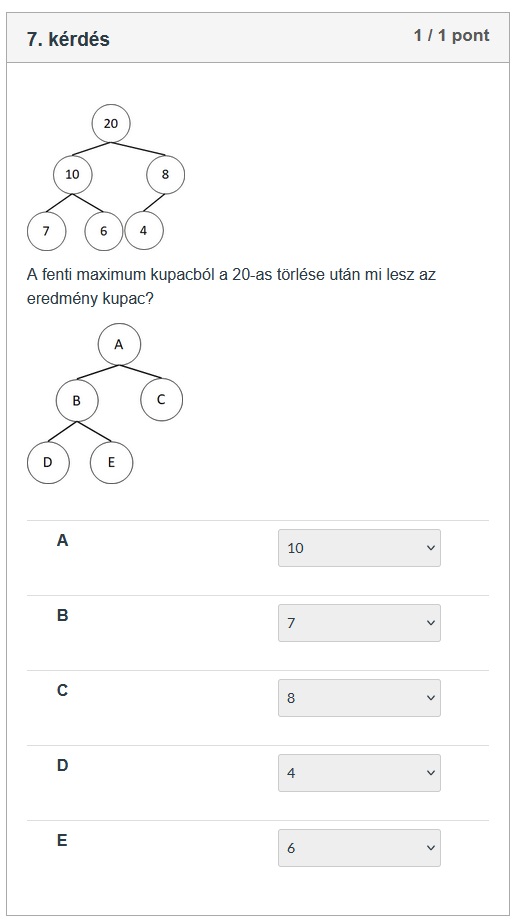 7. kérdés 1 / 1 pont
20
10 8
7 6 4
A fenti maximum kupacból a 20-as törlése után mi lesz az
eredmény kupac?
A
B C
D E
A 10
B 7
C 8
D 4
E 6